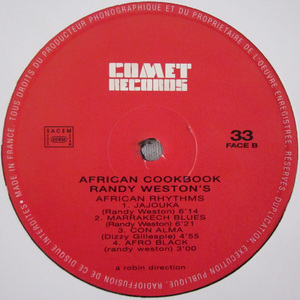 • TOUS DROITS DU PRODUCTEUR PHONOGRAPHIQUE ET DU PROPRIETAIRE DE L'OEUVRE ENREGISTREE RESERVES. DUPLICATION EXECUTION PUBLIQUE RADIODIFFUSION DE CE DISQUE INTERDITES • MADE IN FRANCE.
COMET
RECORDS
SACEM
33
FACE B
AFRICAN COOKBOOK
RANDY WESTON'S
AFRICAN RHYTHMS
1. JAJOUKA
(Randy Weston) 6'14
2. MARRAKECH BLUES
(Randy Weston) 6'21
3. CON ALMA
(Dizzy Gillespie) 4'55
4. AFRO BLACK
(randy weston) 3'00
a robin direction